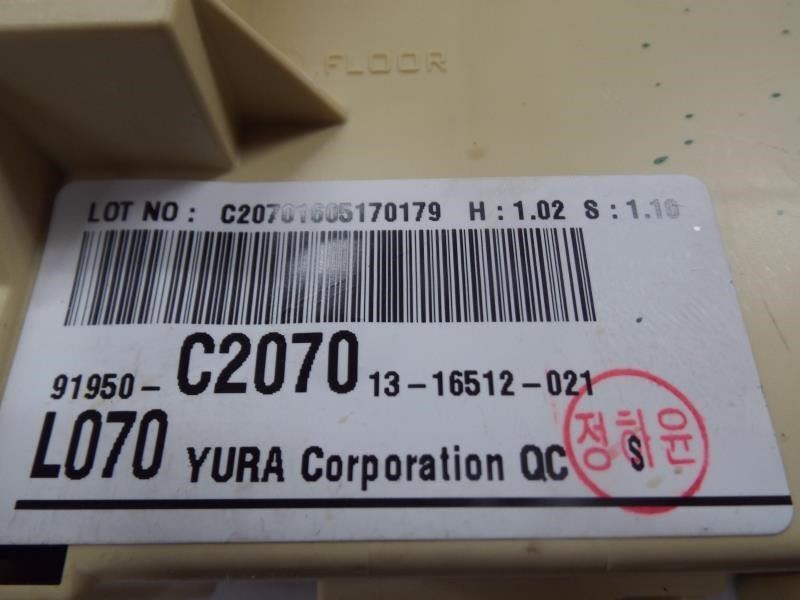 FLOOR
LOT NO : C20701605170179 H : 1.02 S : 1.10
91950- C2070 13-16512-021
L070 YURA Corporation QC S
정하윤